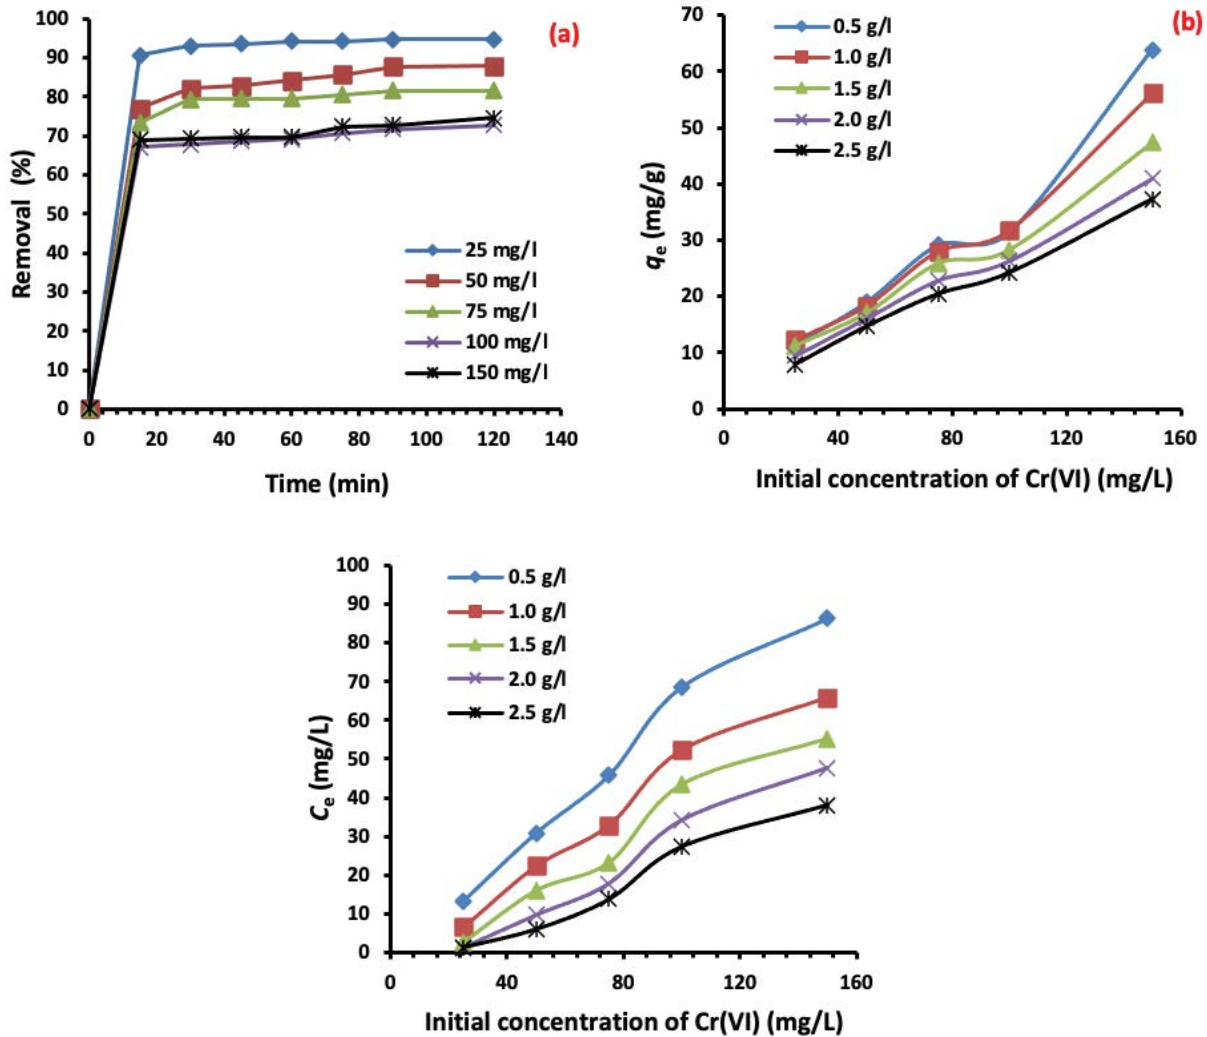 100
90
80
70
60
50
40
30
20
10
0
Removal (%)
(a)
25 mg/l
50 mg/l
75 mg/l
100 mg/l
150 mg/l
0 20 40 60 80 100 120 140
Time (min)
70
60
50
40
30
20
10
0
qe (mg/g)
(b)
0.5 g/l
1.0 g/l
1.5 g/l
2.0 g/l
2.5 g/l
0 40 80 120 160
Initial concentration of Cr(VI) (mg/L)
100
90
80
70
60
50
40
30
20
10
0
Ce (mg/L)
0.5 g/l
1.0 g/l
1.5 g/l
2.0 g/l
2.5 g/l
0 40 80 120 160
Initial concentration of Cr(VI) (mg/L)